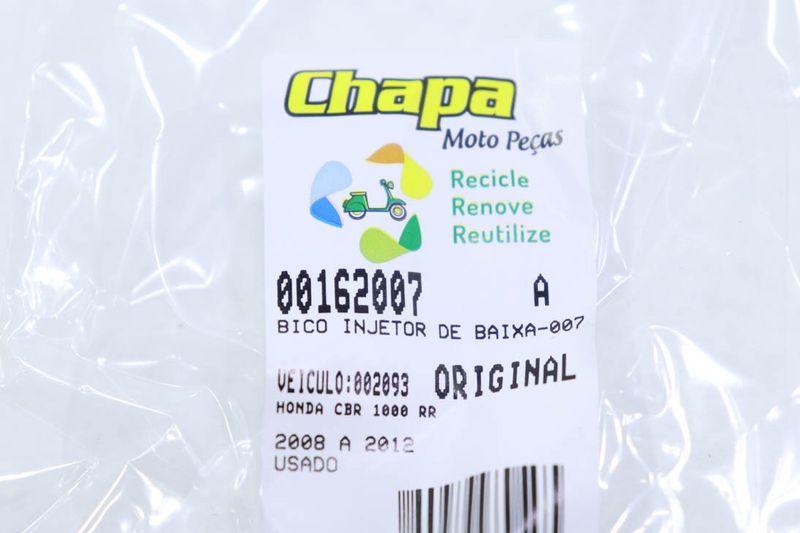 Chapa
Moto Peças
Recicle
Renove
Reutilize
00162007 A
BICO INJETOR DE BAIXA-007
VEICULO:002093 ORIGINAL
HONDA CBR 1000 RR
2008 A 2012
USADO